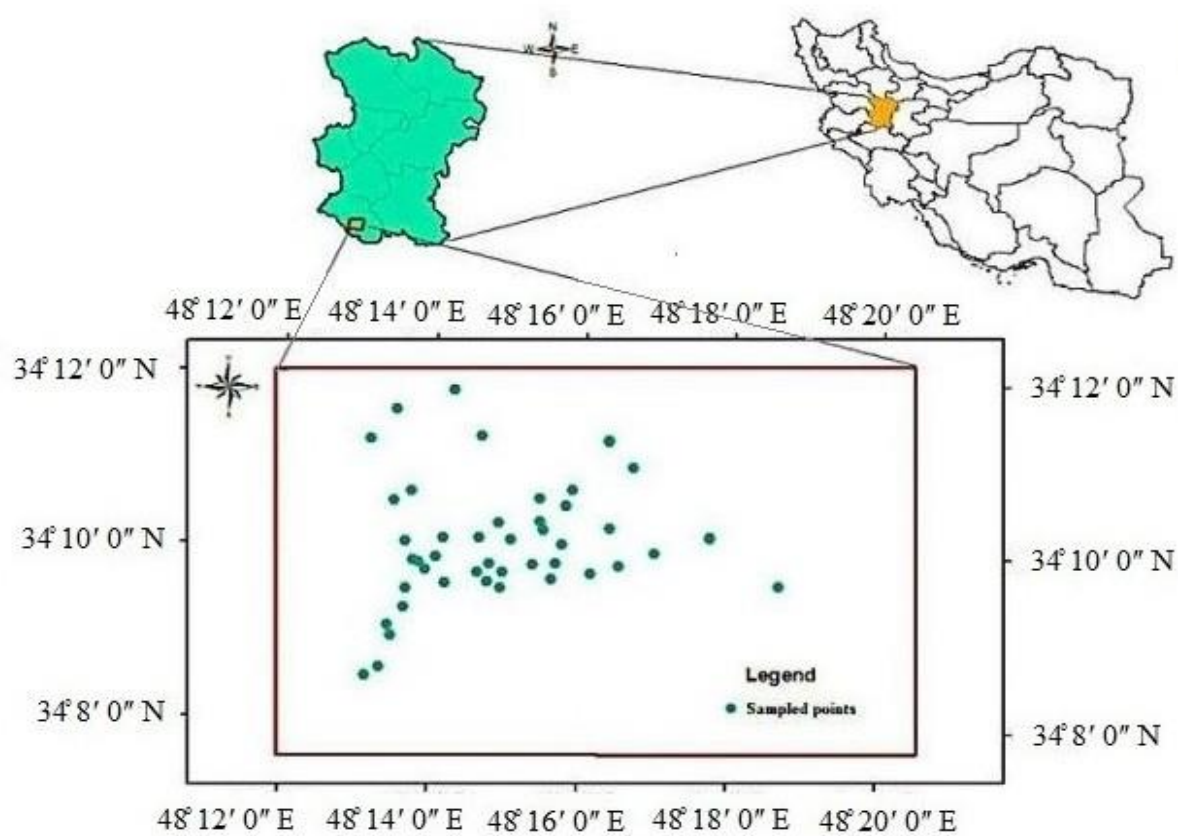 N
W E
S
48° 12′ 0″ E 48° 14′ 0″ E 48° 16′ 0″ E 48° 18′ 0″ E 48° 20′ 0″ E
34° 12′ 0″ N
34° 12′ 0″ N
34° 10′ 0″ N
34° 10′ 0″ N
Legend
Sampled points
34° 8′ 0″ N
34° 8′ 0″ N
48° 12′ 0″ E 48° 14′ 0″ E 48° 16′ 0″ E 48° 18′ 0″ E 48° 20′ 0″ E